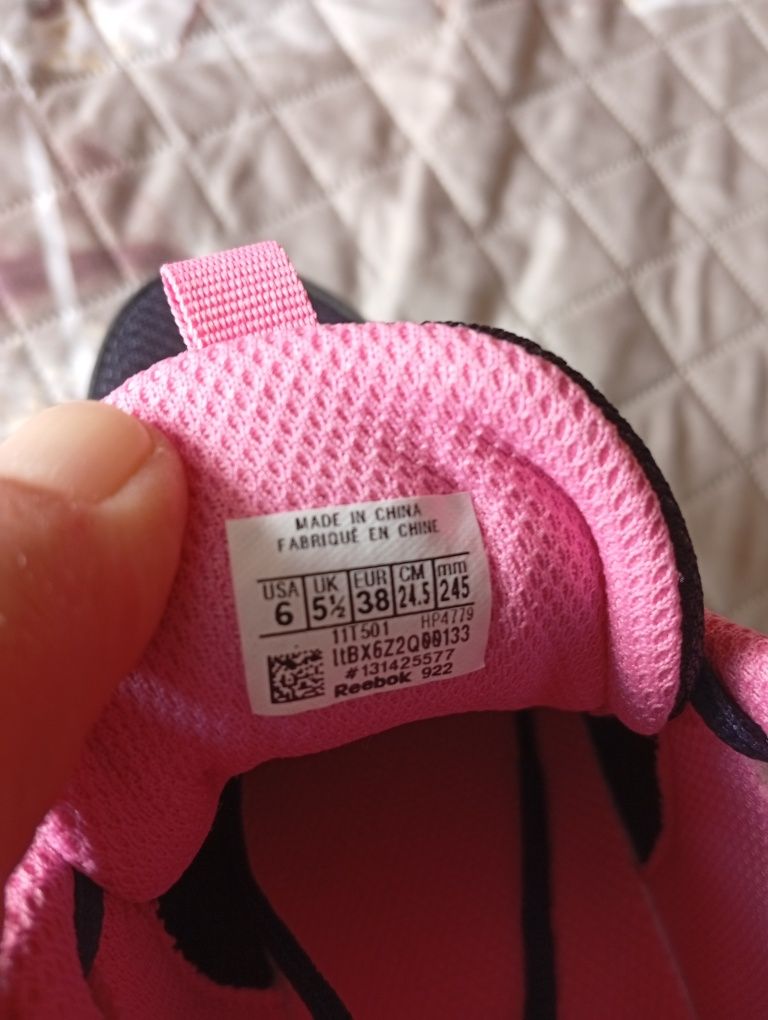 MADE IN CHINA
FABRIQUÉ EN CHINE
USA UK EUR CM mm
6 5½ 38 24.5 245
11T501 HP4779
ItBX6Z2Q00133
#131425577
Reebok 922